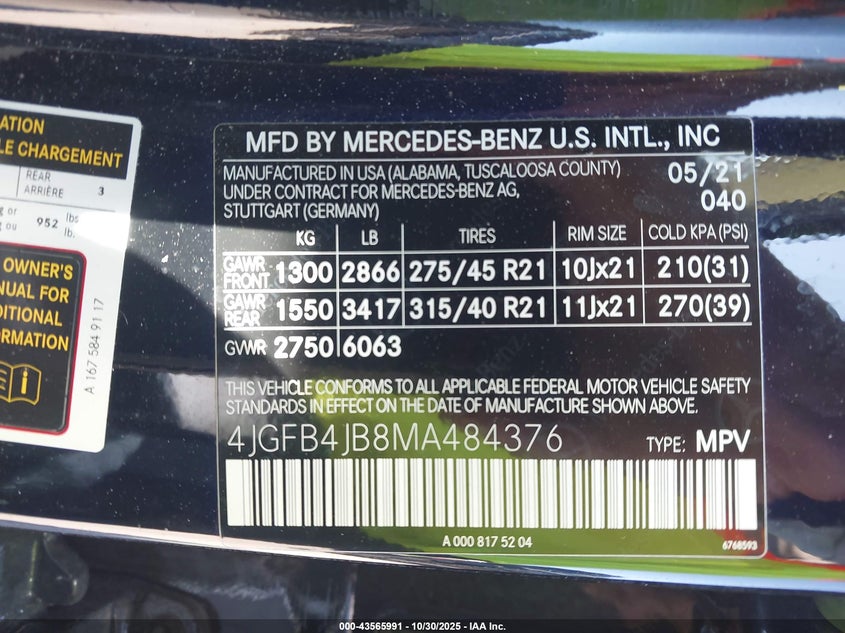 ATION
LE CHARGEMENT
REAR
ARRIÈRE 3
g or
g ou 952 lbs
lb.
OWNER'S
NUAL FOR
DITIONAL
ORMATION
A 167 584 91 17
MFD BY MERCEDES-BENZ U.S. INTL., INC
MANUFACTURED IN USA (ALABAMA, TUSCALOOSA COUNTY) 05/21
UNDER CONTRACT FOR MERCEDES-BENZ AG, 040
STUTTGART (GERMANY)
KG LB TIRES RIM SIZE COLD KPA (PSI)
GAWR FRONT 1300 2866 275/45 R21 10Jx21 210(31)
GAWR REAR 1550 3417 315/40 R21 11Jx21 270(39)
GVWR 2750 6063
THIS VEHICLE CONFORMS TO ALL APPLICABLE FEDERAL MOTOR VEHICLE SAFETY
STANDARDS IN EFFECT ON THE DATE OF MANUFACTURE SHOWN ABOVE.
4JGFB4JB8MA484376 TYPE: MPV
A 000 817 52 04
6768593
000-43565991 - 10/30/2025 - IAA Inc.